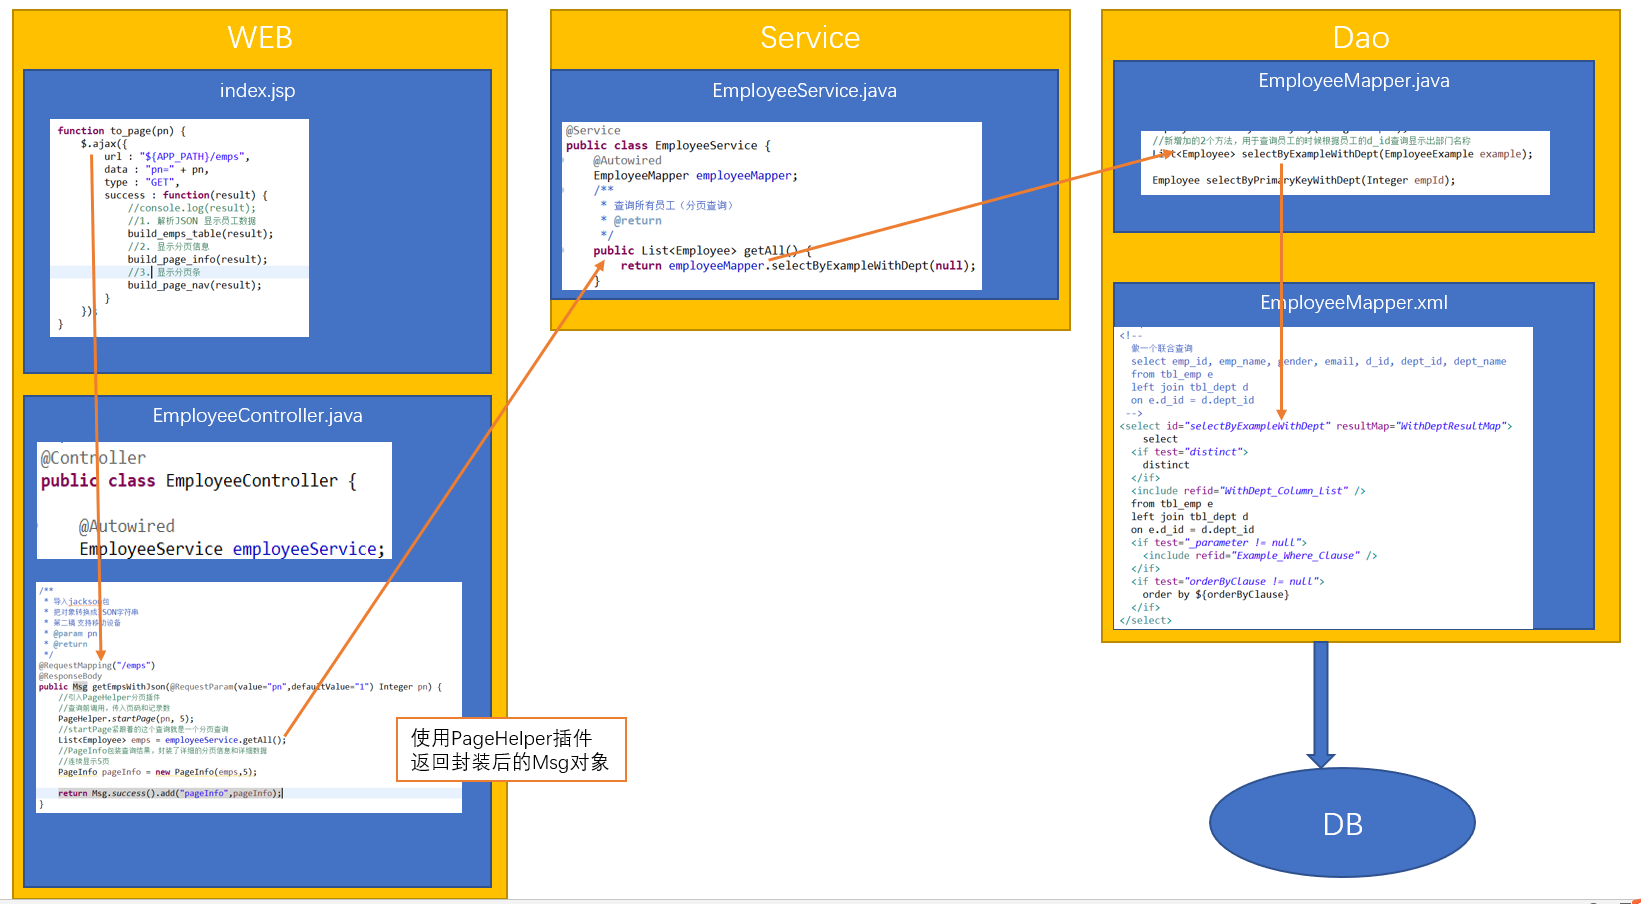 WEB
index.jsp
function to_page(pn) {
$.ajax({
url : "${APP_PATH}/emps",
data : "pn=" + pn,
type : "GET",
success : function(result) {
//console.log(result);
//1. 解析JSON 显示员工数据
build_emps_table(result);
//2. 显示分页信息
build_page_info(result);
//3. 显示分页条
build_page_nav(result);
}
});
}
EmployeeController.java
@Controller
public class EmployeeController {
@Autowired
EmployeeService employeeService;
/**
* 导入jackson包
* 把对象转换成JSON字符串
* 第二稿 支持移动设备
* @param pn
* @return
*/
@RequestMapping("/emps")
@ResponseBody
public Msg getEmpsWithJson(@RequestParam(value="pn",defaultValue="1") Integer pn) {
//引入PageHelper分页插件
//查询前调用，传入页码和记录数
PageHelper.startPage(pn, 5);
//startPage紧跟着的这个查询就是一个分页查询
List<Employee> emps = employeeService.getAll();
//PageInfo包装查询结果，封装了详细的分页信息和详细数据
//连续显示5页
PageInfo pageInfo = new PageInfo(emps,5);
return Msg.success().add("pageInfo",pageInfo);
}
使用PageHelper插件
返回封装后的Msg对象
Service
EmployeeService.java
@Service
public class EmployeeService {
@Autowired
EmployeeMapper employeeMapper;
/**
* 查询所有员工（分页查询）
* @return
*/
public List<Employee> getAll() {
return employeeMapper.selectByExampleWithDept(null);
}
Dao
EmployeeMapper.java
//新增加的2个方法，用于查询员工的时候根据员工的d_id查询显示出部门名称
List<Employee> selectByExampleWithDept(EmployeeExample example);
Employee selectByPrimaryKeyWithDept(Integer empId);
EmployeeMapper.xml
<!--
做一个联合查询
select emp_id, emp_name, gender, email, d_id, dept_id, dept_name
from tbl_emp e
left join tbl_dept d
on e.d_id = d.dept_id
-->
<select id="selectByExampleWithDept" resultMap="WithDeptResultMap">
select
<if test="distinct">
distinct
</if>
<include refid="WithDept_Column_List" />
from tbl_emp e
left join tbl_dept d
on e.d_id = d.dept_id
<if test="_parameter != null">
<include refid="Example_Where_Clause" />
</if>
<if test="orderByClause != null">
order by ${orderByClause}
</if>
</select>
DB